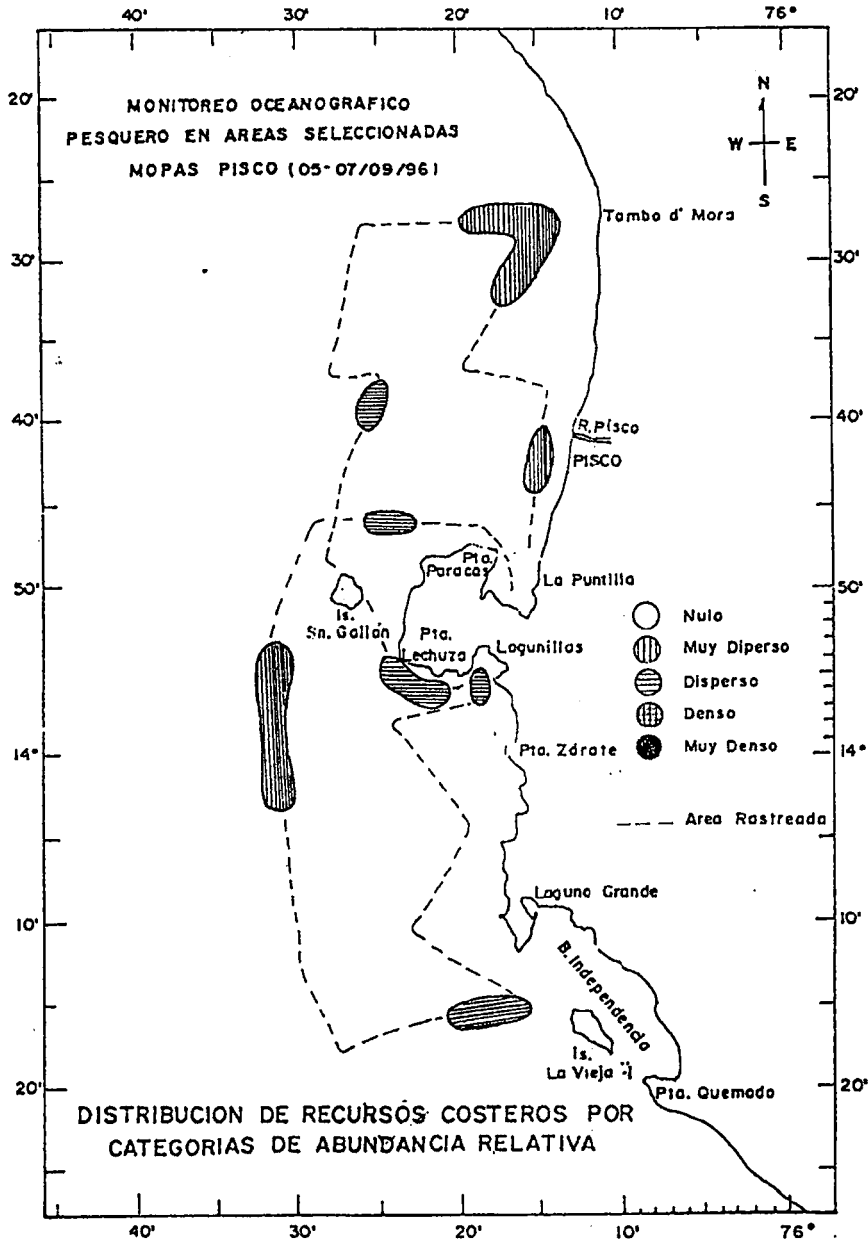 40' 30' 20' 10' 76°
MONITOREO OCEANOGRAFICO
PESQUERO EN AREAS SELECCIONADAS
MOPAS PISCO (05-07/09/96)
N
W E
S
20' 20'
Tambo d' Mora
30' 30'
40' 40'
R. Pisco
PISCO
Pta.
Paracas
La Puntilla
50' 50'
Is.
Sn. Gallán
Pta.
Lechuza
Lagunillas
Nulo
Muy Diperso
Disperso
Denso
Muy Denso
14° 14°
Pta. Zárate
Area Rastreada
Laguna Grande
10' 10'
B. Independencia
Is.
La Vieja
20' 20'
Pta. Quemado
DISTRIBUCION DE RECURSOS COSTEROS POR
CATEGORIAS DE ABUNDANCIA RELATIVA
40' 30' 20' 10' 76°